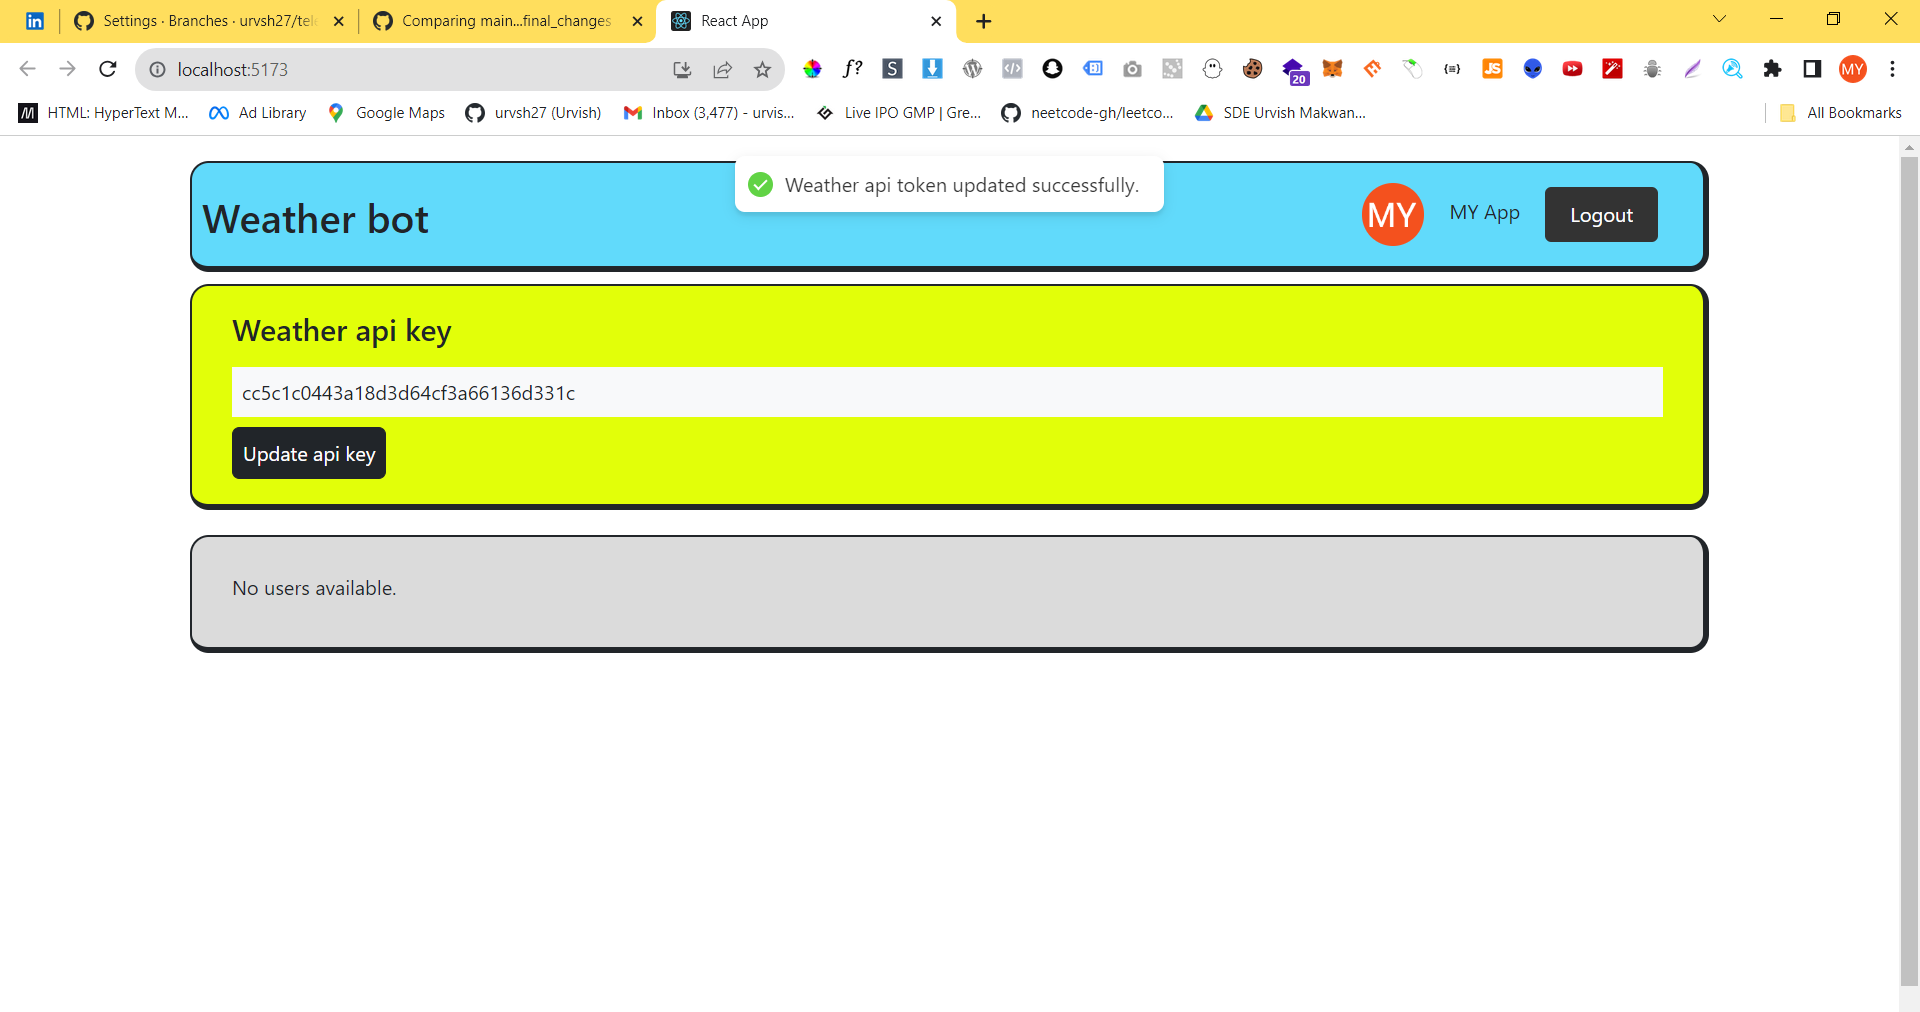 Settings · Branches · urvsh27/tele
Comparing main...final_changes
React App
localhost:5173
f?
S
20
JS
MY
HTML: HyperText M...
Ad Library
Google Maps
urvsh27 (Urvish)
Inbox (3,477) - urvis...
Live IPO GMP | Gre...
neetcode-gh/leetco...
SDE Urvish Makwan...
All Bookmarks
Weather api token updated successfully.
Weather bot
MY
MY App
Logout
Weather api key
cc5c1c0443a18d3d64cf3a66136d331c
Update api key
No users available.